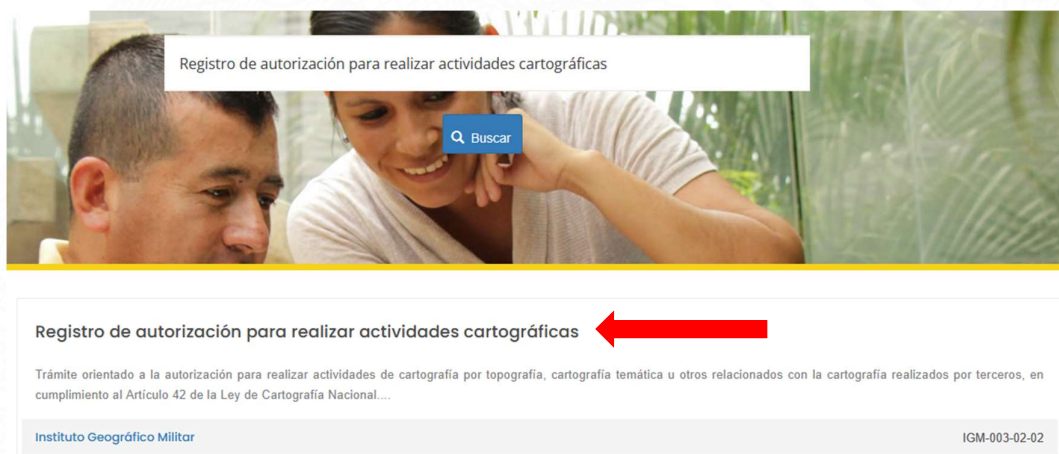 Registro de autorización para realizar actividades cartográficas
Buscar
Registro de autorización para realizar actividades cartográficas
Trámite orientado a la autorización para realizar actividades de cartografía por topografía, cartografía temática u otros relacionados con la cartografía realizados por terceros, en
cumplimiento al Artículo 42 de la Ley de Cartografía Nacional....
Instituto Geográfico Militar IGM-003-02-02